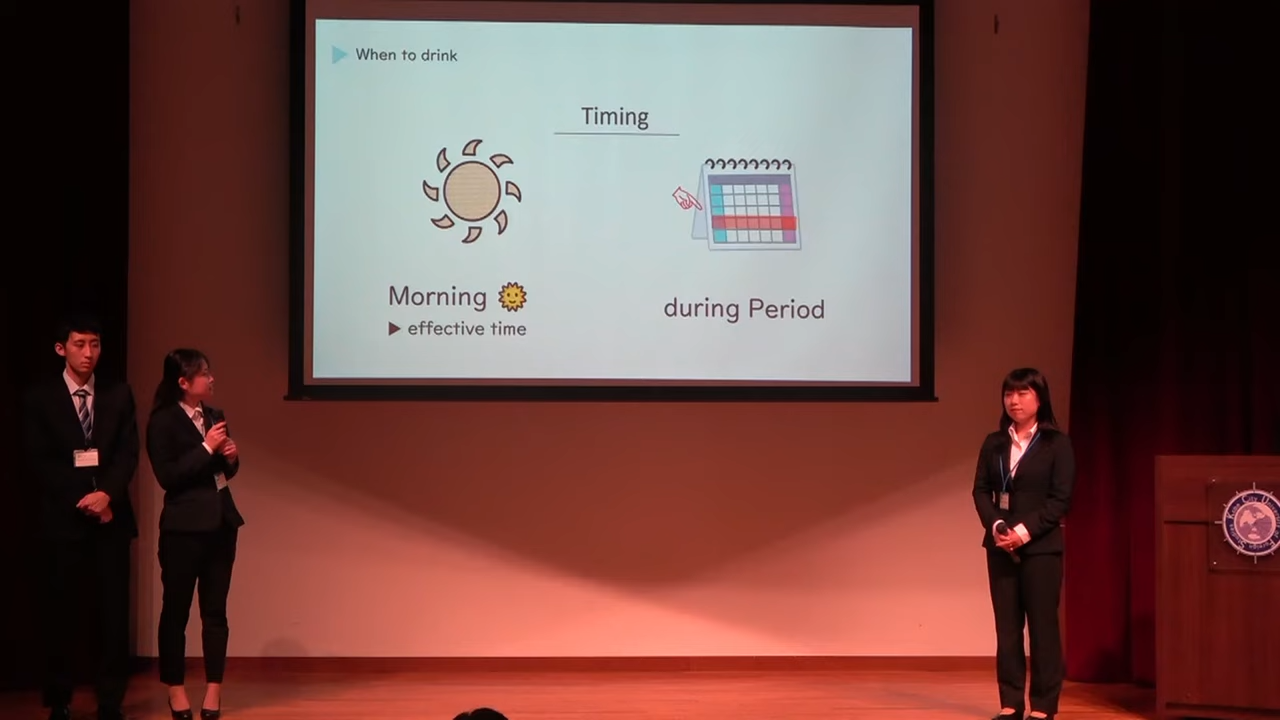 When to drink
Timing
Morning 🌞
▶ effective time
during Period